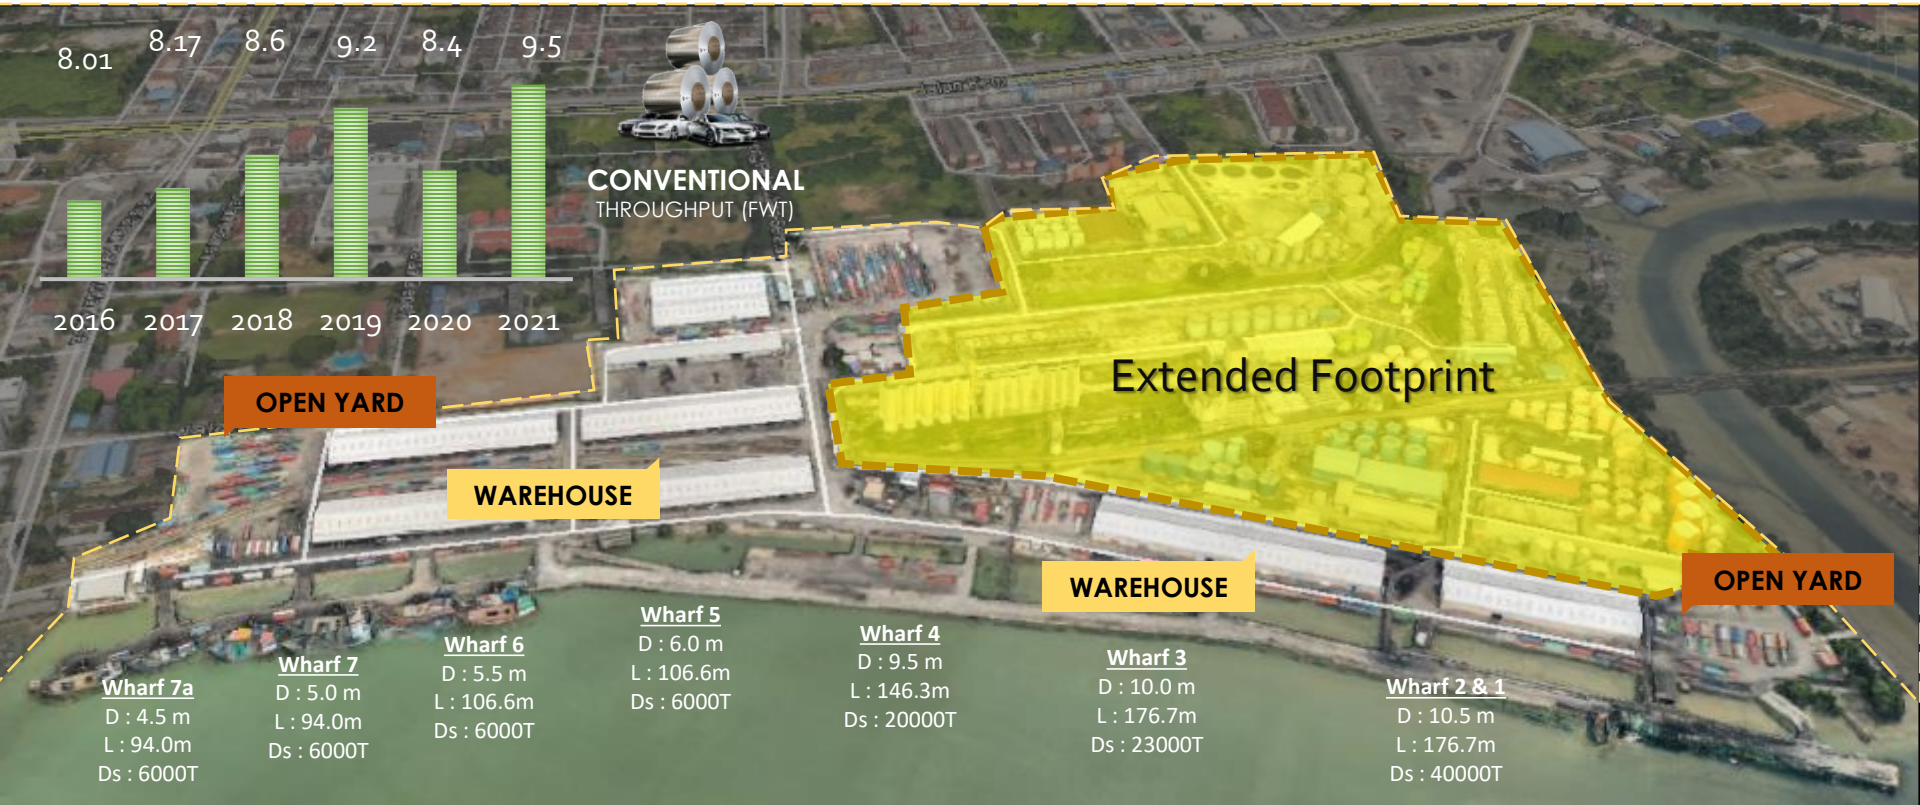 8.01
8.17
8.6
9.2
8.4
9.5
2016
2017
2018
2019
2020
2021
CONVENTIONAL
THROUGHPUT (FWT)
Extended Footprint
OPEN YARD
WAREHOUSE
WAREHOUSE
OPEN YARD
Wharf 7a
D : 4.5 m
L : 94.0m
Ds : 6000T
Wharf 7
D : 5.0 m
L : 94.0m
Ds : 6000T
Wharf 6
D : 5.5 m
L : 106.6m
Ds : 6000T
Wharf 5
D : 6.0 m
L : 106.6m
Ds : 6000T
Wharf 4
D : 9.5 m
L : 146.3m
Ds : 20000T
Wharf 3
D : 10.0 m
L : 176.7m
Ds : 23000T
Wharf 2 & 1
D : 10.5 m
L : 176.7m
Ds : 40000T